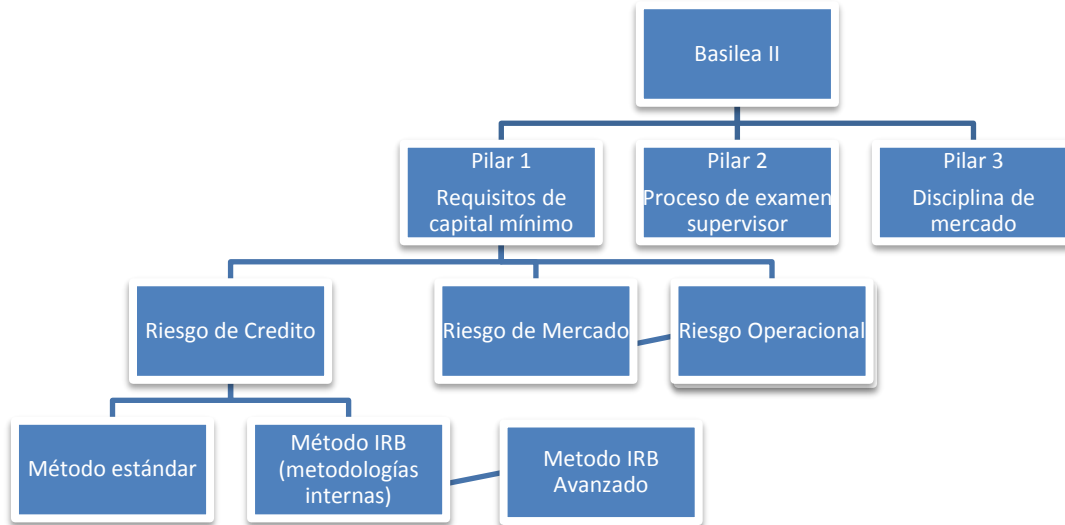 Basilea II
Pilar 1
Requisitos de
capital mínimo
Pilar 2
Proceso de examen
supervisor
Pilar 3
Disciplina de
mercado
Riesgo de Credito
Riesgo de Mercado
Riesgo Operacional
Método estándar
Método IRB
(metodologías
internas)
Metodo IRB
Avanzado